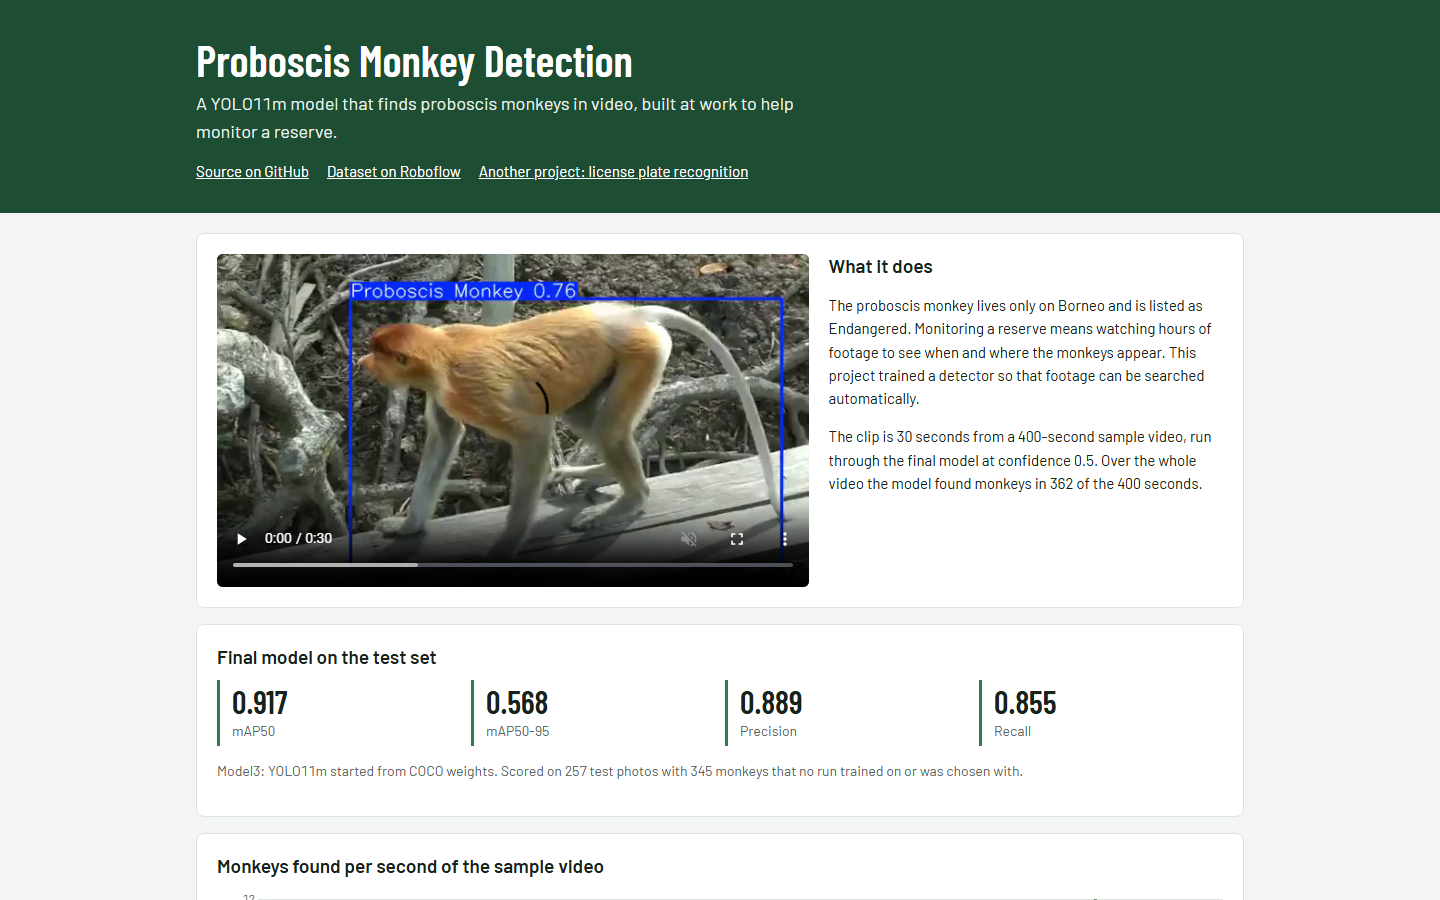 Proboscis Monkey Detection
A YOLO11m model that finds proboscis monkeys in video, built at work to help
monitor a reserve.
Source on GitHub Dataset on Roboflow Another project: license plate recognition
Proboscis Monkey 0.76
0:00 / 0:30
What it does
The proboscis monkey lives only on Borneo and is listed as
Endangered. Monitoring a reserve means watching hours of
footage to see when and where the monkeys appear. This
project trained a detector so that footage can be searched
automatically.
The clip is 30 seconds from a 400-second sample video, run
through the final model at confidence 0.5. Over the whole
video the model found monkeys in 362 of the 400 seconds.
Final model on the test set
0.917 0.568 0.889 0.855
mAP50 mAP50-95 Precision Recall
Model3: YOLO11m started from COCO weights. Scored on 257 test photos with 345 monkeys that no run trained on or was chosen with.
Monkeys found per second of the sample video
12